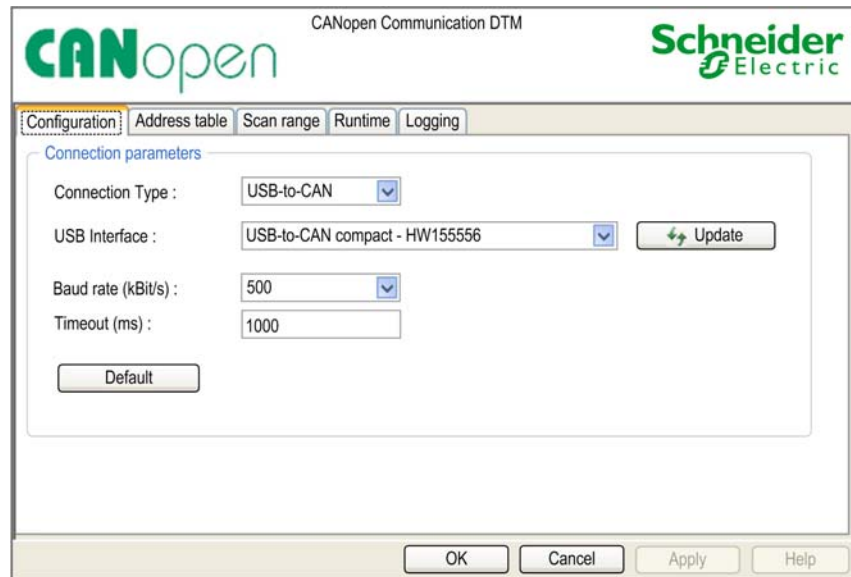 CANopen Communication DTM
CANopen
Schneider
Electric
Configuration Address table Scan range Runtime Logging
Connection parameters
Connection Type : USB-to-CAN
USB Interface : USB-to-CAN compact - HW155556 Update
Baud rate (kBit/s) : 500
Timeout (ms) : 1000
Default
OK Cancel Apply Help